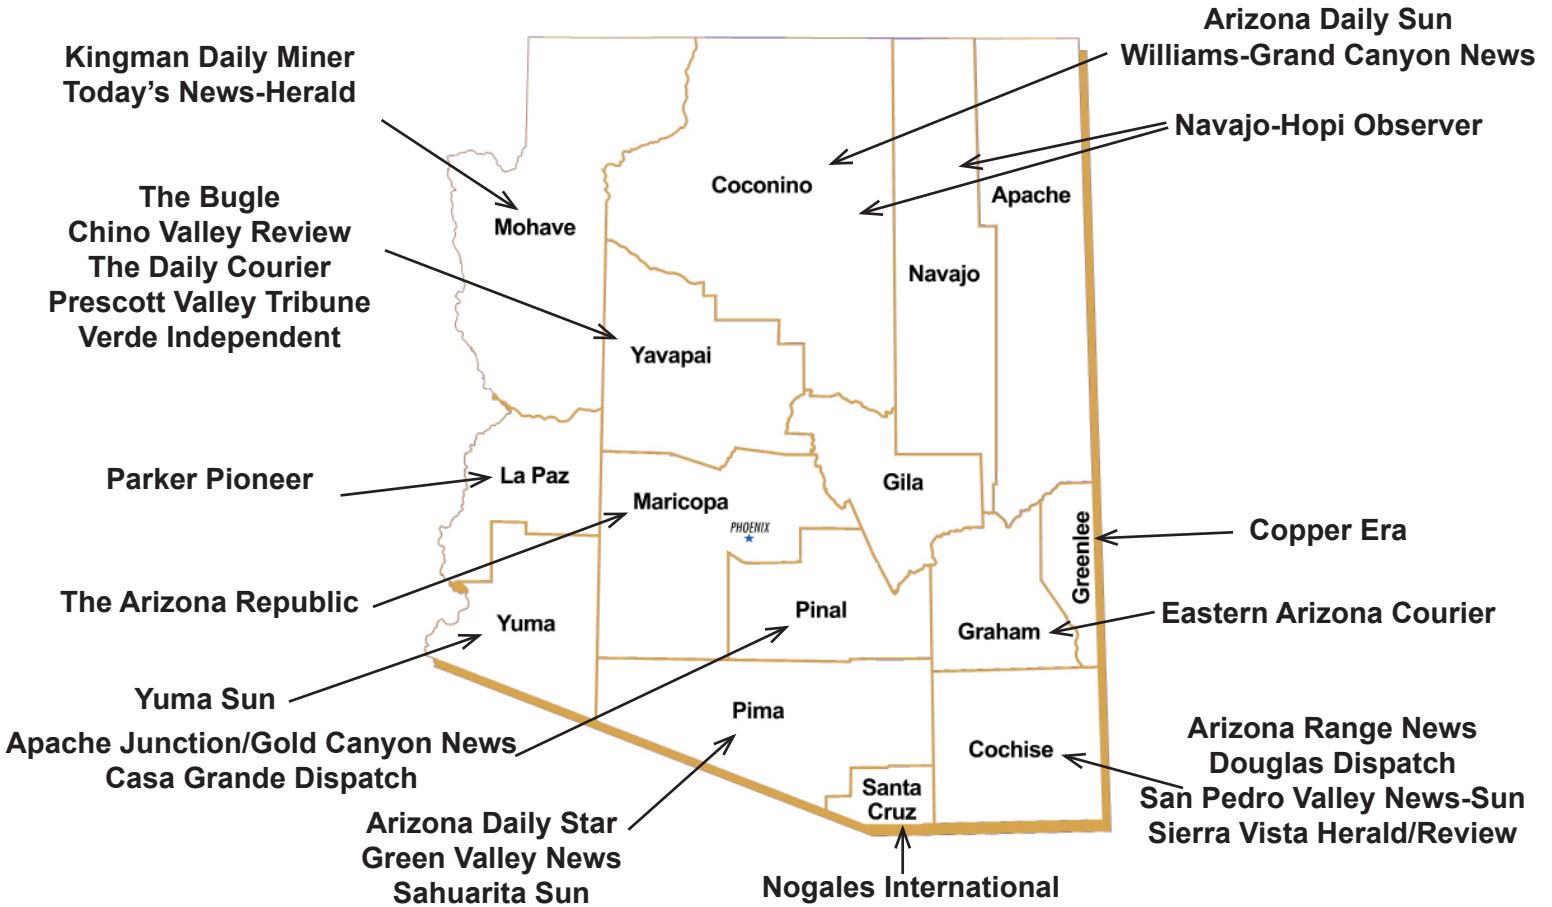 Arizona Daily Sun
Williams-Grand Canyon News
Kingman Daily Miner
Today's News-Herald
Navajo-Hopi Observer
Coconino
Apache
The Bugle
Chino Valley Review
The Daily Courier
Prescott Valley Tribune
Verde Independent
Mohave
Navajo
Yavapai
Parker Pioneer
La Paz
Maricopa
PHOENIX
Gila
Greenlee
Copper Era
The Arizona Republic
Yuma
Pinal
Graham
Eastern Arizona Courier
Yuma Sun
Apache Junction/Gold Canyon News
Casa Grande Dispatch
Pima
Cochise
Arizona Range News
Douglas Dispatch
San Pedro Valley News-Sun
Sierra Vista Herald/Review
Santa
Cruz
Arizona Daily Star
Green Valley News
Sahuarita Sun
Nogales International